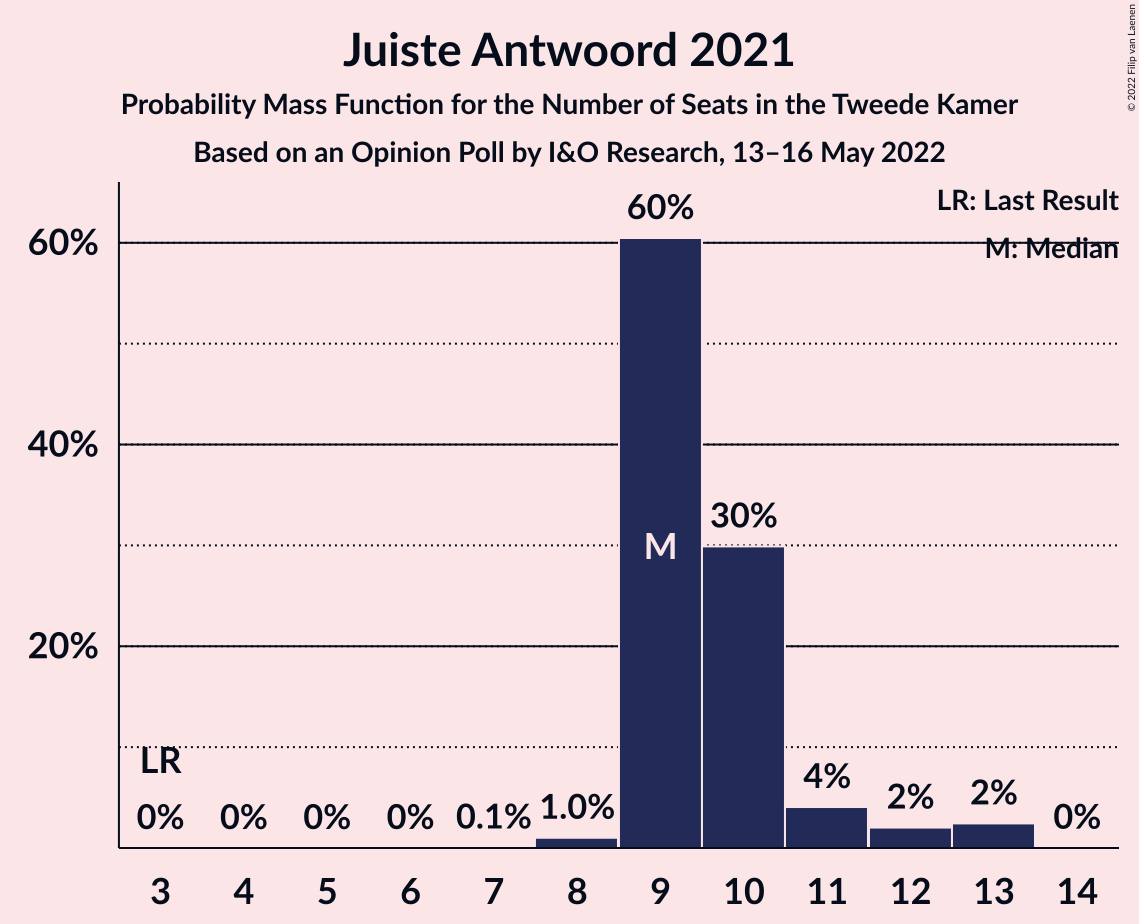 © 2022 Filip van Laenen
Juiste Antwoord 2021
Probability Mass Function for the Number of Seats in the Tweede Kamer
Based on an Opinion Poll by I&O Research, 13–16 May 2022
LR: Last Result
M: Median
60%
40%
20%
60%
30%
M
LR
0% 0% 0% 0% 0.1% 1.0% 4% 2% 2% 0%
3 4 5 6 7 8 9 10 11 12 13 14